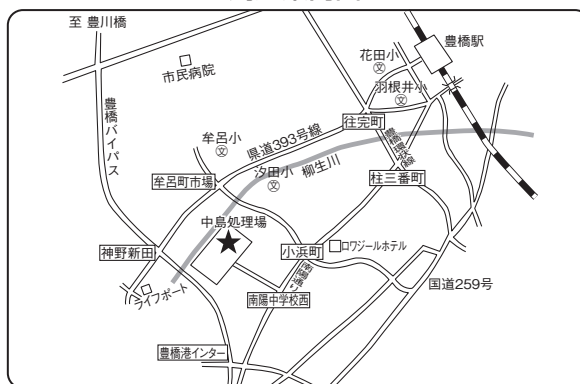 至 豊川橋
豊橋駅
花田小
文
市民病院
羽根井小
文
豊橋バイパス
往完町
牟呂小
文
県道393号線
豊橋環状線
汐田小
文
柳生川
牟呂町市場
柱三番町
中島処理場
神野新田
小浜町
ロワジールホテル
南陽通り
国道259号
ライフポート
南陽中学校西
豊橋港インター